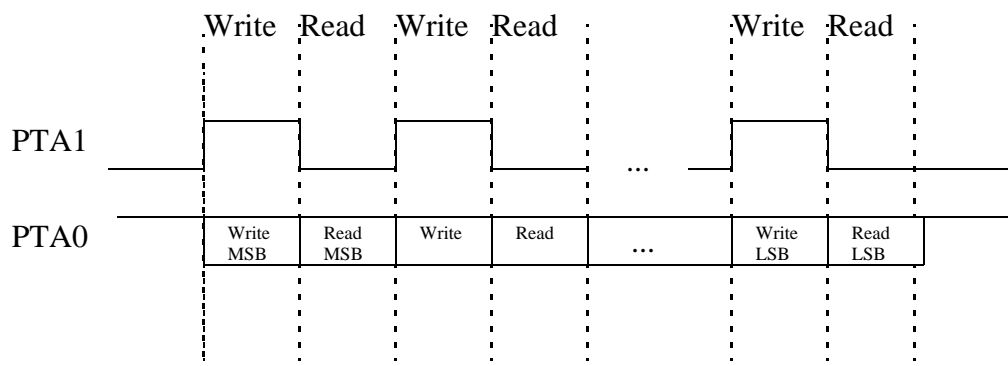 Write Read Write Read Write Read
PTA1
...
PTA0
Write Read Write Read Write Read
MSB MSB ... LSB LSB